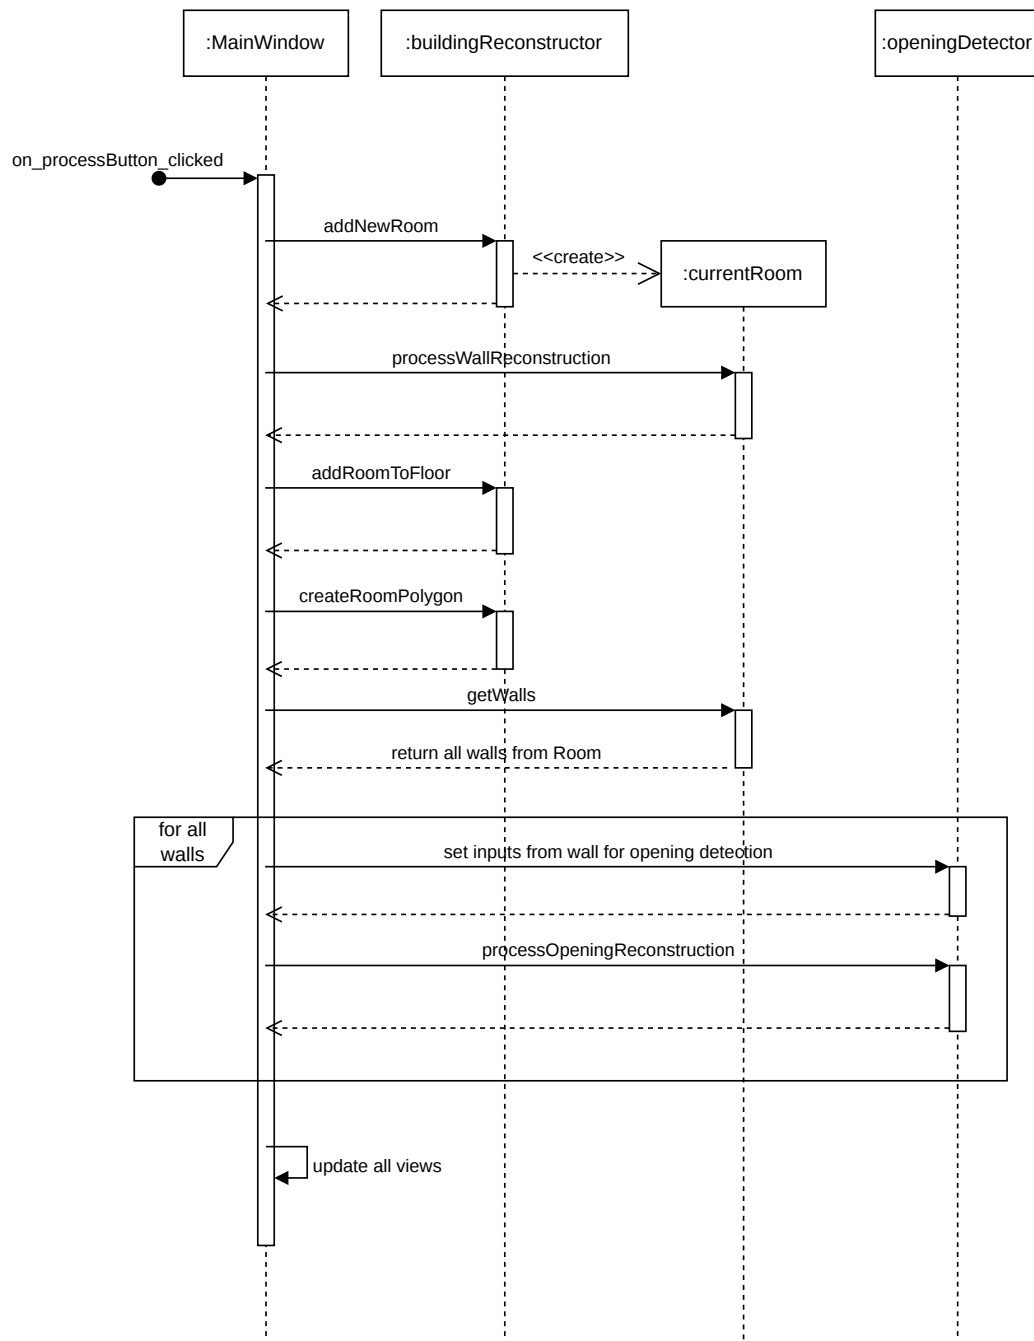 :MainWindow
:buildingReconstructor
:openingDetector
on_processButton_clicked
addNewRoom
<<create>>
:currentRoom
processWallReconstruction
addRoomToFloor
createRoomPolygon
getWalls
return all walls from Room
for all
walls
set inputs from wall for opening detection
processOpeningReconstruction
update all views